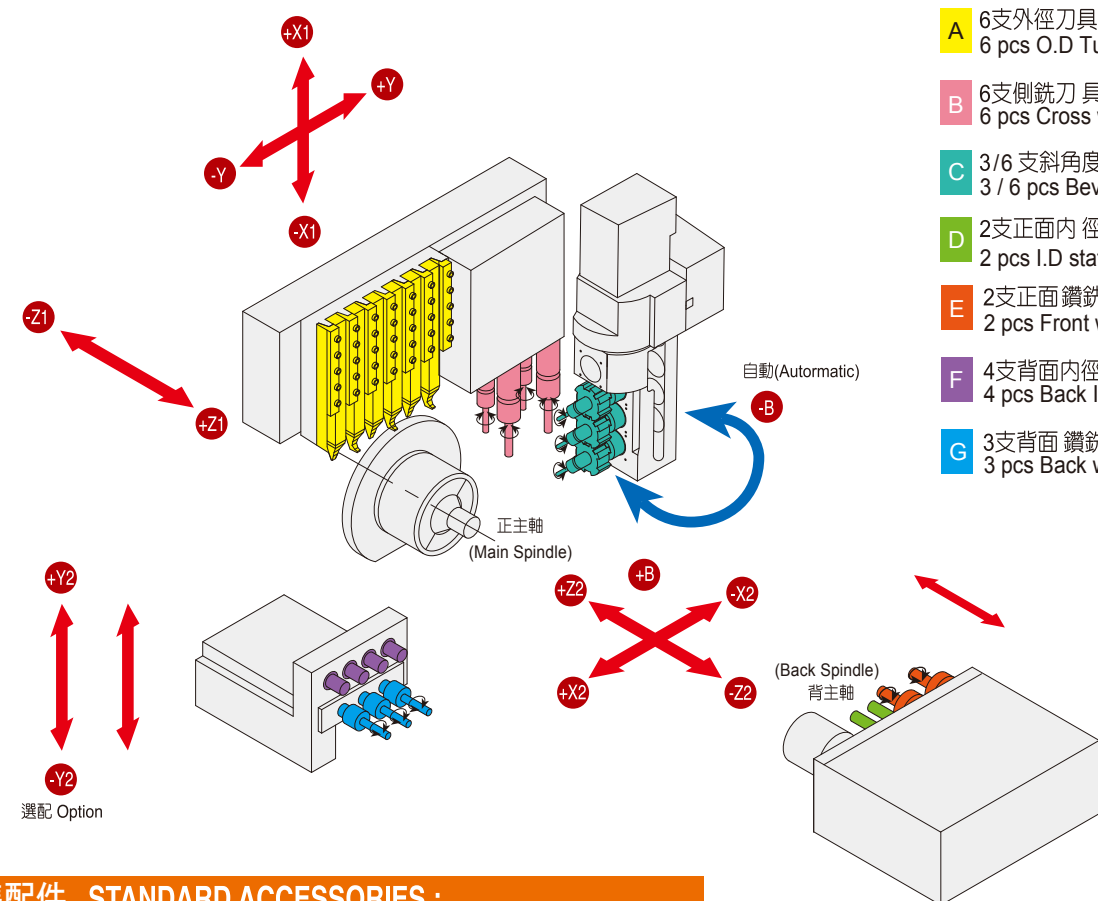 +X1
+Y
-Y
-X1
-Z1
+Z1
A 6支外徑刀具
6 pcs O.D
B 6支側銑刀 具
6 pcs Cross
C 3/6 支斜角度
3 / 6 pcs
D 2支正面内 徑
2 pcs I.D
E 2支正面 鑽銑
2 pcs Front
F 4支背面内徑
4 pcs Back
G 3支背面 鑽銑
3 pcs Back
自動(Autormatic)
-B
正主軸
(Main Spindle)
+Y2
-Y2
選配 Option
+Z2
+B
-X2
+X2
-Z2
(Back Spindle)
背主軸
配件 STANDARD ACCESSORIES :